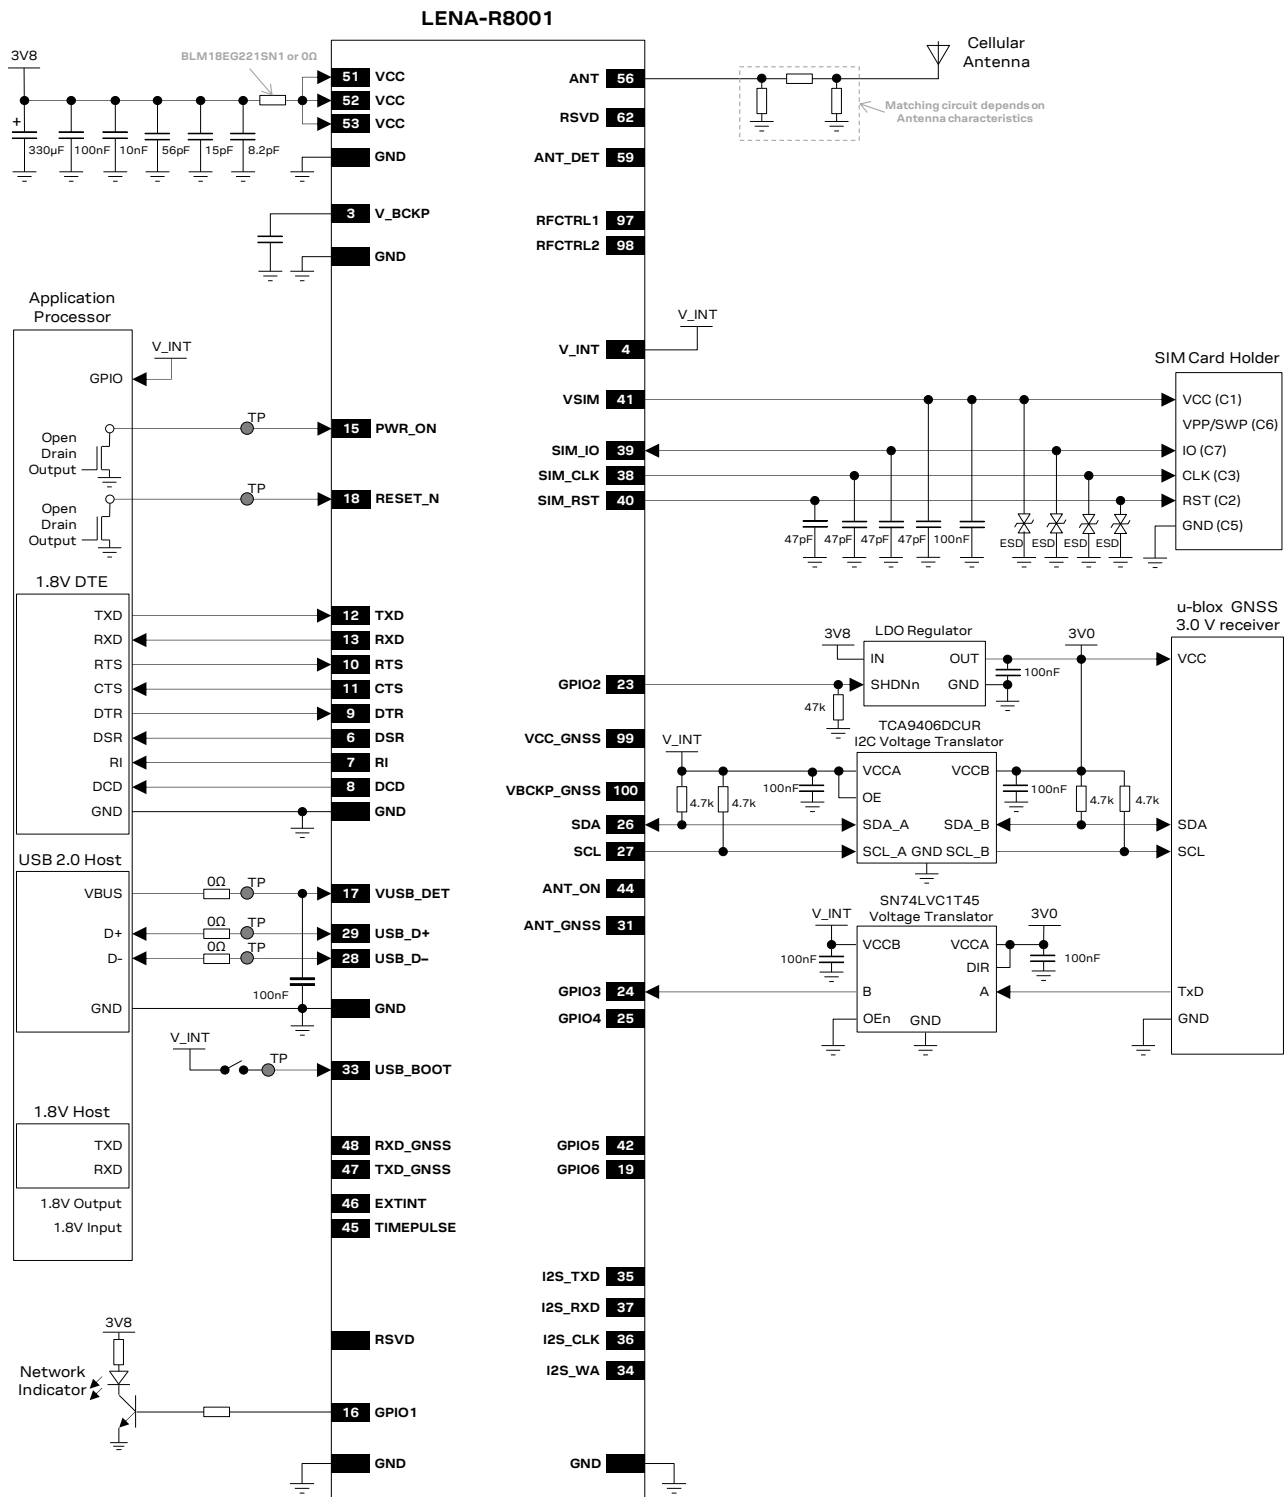 LENA-R8001
3V8
BLM18EG221SN1 or 0Ω
51 VCC
52 VCC
53 VCC
+
330µF 100nF 10nF 56pF 15pF 8.2pF
GND
3 V_BCKP
GND
Application
Processor
V_INT
GPIO
TP
15 PWR_ON
Open
Drain
Output
TP
18 RESET_N
Open
Drain
Output
1.8V DTE
TXD 12 TXD
RXD 13 RXD
RTS 10 RTS
CTS 11 CTS
DTR 9 DTR
DSR 6 DSR
RI 7 RI
DCD 8 DCD
GND GND
USB 2.0 Host
VBUS 0Ω TP 17 VUSB_DET
D+ 0Ω TP 29 USB_D+
D- 0Ω TP 28 USB_D–
100nF
GND GND
V_INT
TP
33 USB_BOOT
1.8V Host
TXD 48 RXD_GNSS
RXD 47 TXD_GNSS
1.8V Output 46 EXTINT
1.8V Input 45 TIMEPULSE
3V8
RSVD
Network
Indicator
16 GPIO1
GND
ANT 56
Cellular
Antenna
Matching circuit depends on
Antenna characteristics
RSVD 62
ANT_DET 59
RFCTRL1 97
RFCTRL2 98
V_INT
V_INT 4
SIM Card Holder
VSIM 41 VCC (C1)
VPP/SWP (C6)
SIM_IO 39 IO (C7)
SIM_CLK 38 CLK (C3)
SIM_RST 40 RST (C2)
GND (C5)
47pF 47pF 47pF 47pF 100nF ESD ESD ESD ESD
u-blox GNSS
3.0 V receiver
3V8 LDO Regulator 3V0
IN OUT VCC
100nF
GPIO2 23 SHDNn GND
47k
TCA9406DCUR
I2C Voltage Translator
VCC_GNSS 99 V_INT
VCCA VCCB
100nF 100nF
VBCKP_GNSS 100 OE
4.7k 4.7k 4.7k 4.7k
SDA 26 SDA_A SDA_B SDA
SCL 27 SCL_A GND SCL_B SCL
ANT_ON 44
SN74LVC1T45
Voltage Translator
ANT_GNSS 31 V_INT 3V0
VCCB VCCA
100nF DIR 100nF
GPIO3 24 B A TxD
GPIO4 25 OEn GND GND
GPIO5 42
GPIO6 19
I2S_TXD 35
I2S_RXD 37
I2S_CLK 36
I2S_WA 34
GND